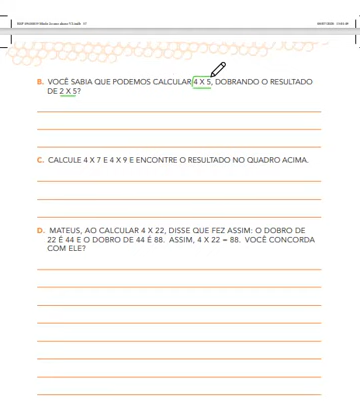 B. VOCÊ SABIA QUE PODEMOS CALCULAR 4 X 5, DOBRANDO O RESULTADO
DE 2 X 5?
C. CALCULE 4 X 7 E 4 X 9 E ENCONTRE O RESULTADO NO QUADRO ACIMA.
D. MATEUS, AO CALCULAR 4 X 22, DISSE QUE FEZ ASSIM: O DOBRO DE
22 É 44 E O DOBRO DE 44 É 88. ASSIM, 4 X 22 = 88. VOCÊ CONCORDA
COM ELE?